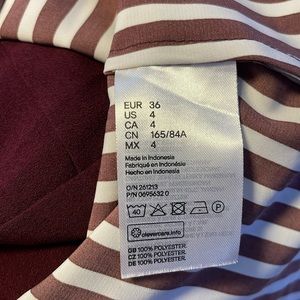 EUR 36
US 4
CA 4
CN 165/84A
MX 4
Made in Indonesia
Fabriqué en Indonésie
Hecho en Indonesia
O/N 261213
P/N 0695632 0
40
clevercare.info
GB 100% POLYESTER
CZ 100% POLYESTER
DE 100% POLYESTER